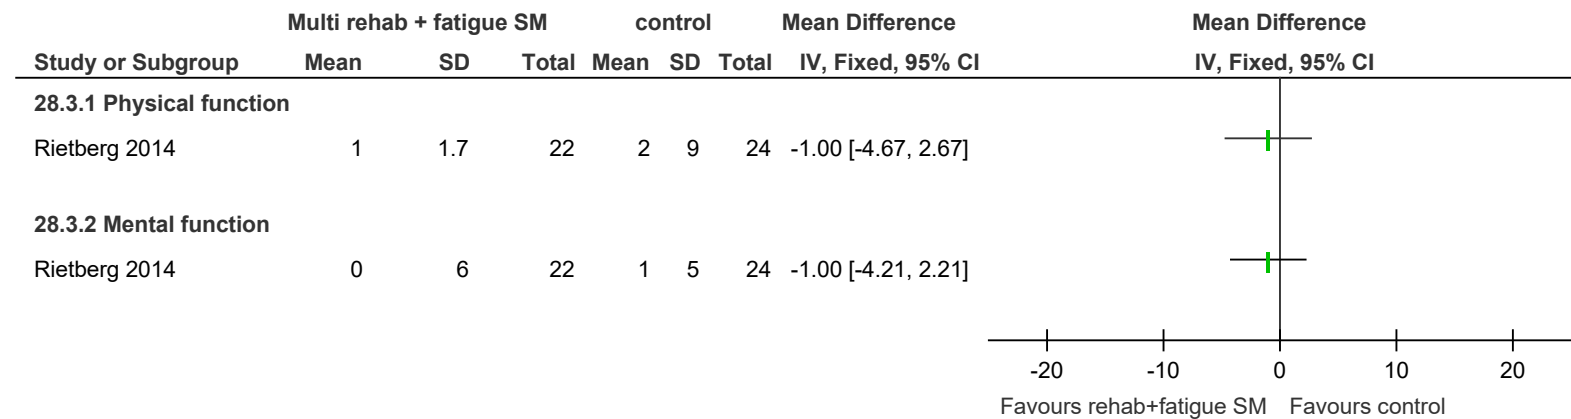 Multi rehab + fatigue SM control Mean Difference Mean Difference
Study or Subgroup Mean SD Total Mean SD Total IV, Fixed, 95% CI IV, Fixed, 95% CI
28.3.1 Physical function
Rietberg 2014 1 1.7 22 2 9 24 -1.00 [-4.67, 2.67]
28.3.2 Mental function
Rietberg 2014 0 6 22 1 5 24 -1.00 [-4.21, 2.21]
-20 -10 0 10 20
Favours rehab+fatigue SM Favours control